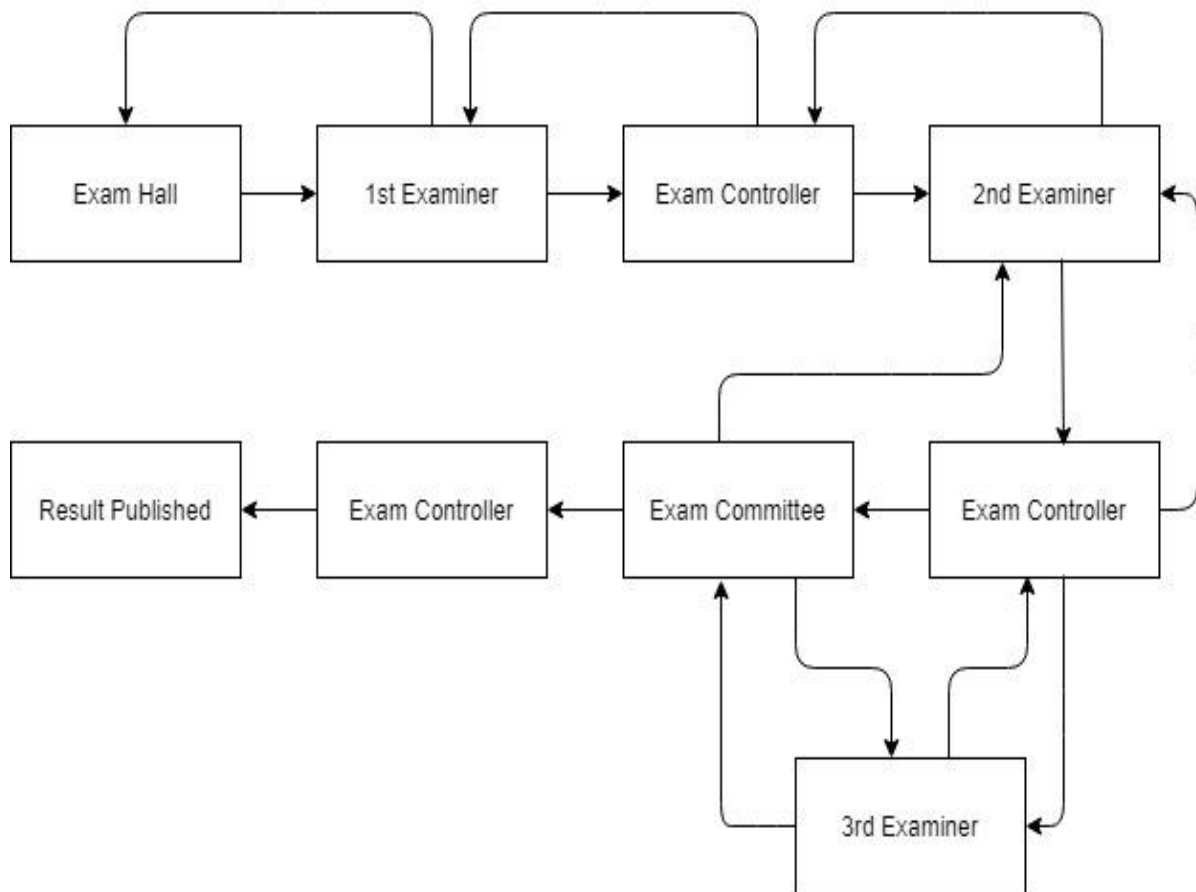 Exam Hall
1st Examiner
Exam Controller
2nd Examiner
Result Published
Exam Controller
Exam Committee
Exam Controller
3rd Examiner